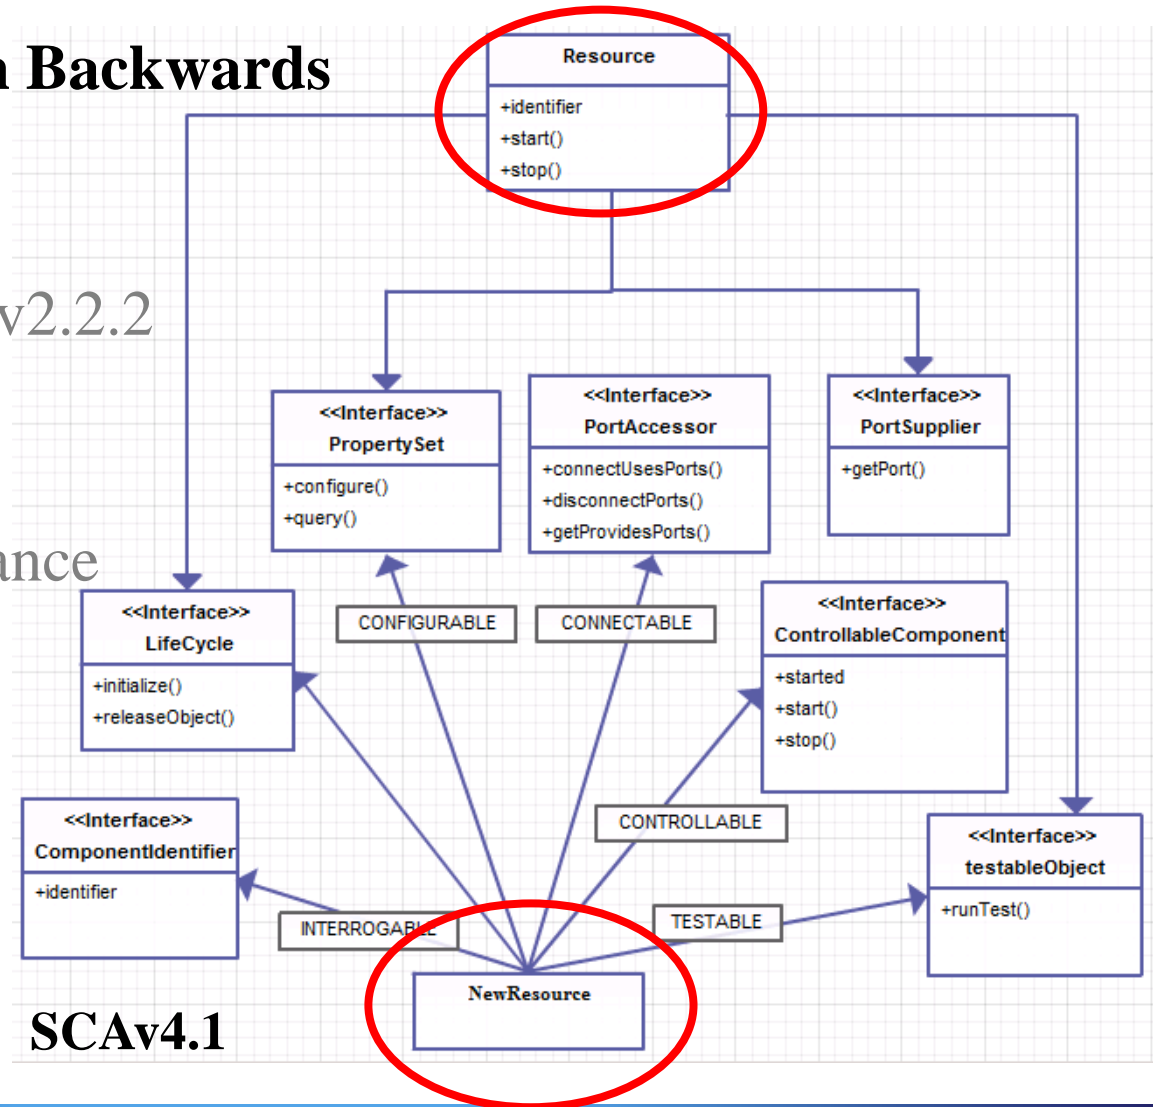 n Backwards
Resource
+identifier
+start()
+stop()
v2.2.2
<<Interface>>
PropertySet
+configure()
+query()
<<Interface>>
PortAccessor
+connectUsesPorts()
+disconnectPorts()
+getProvidesPorts()
<<Interface>>
PortSupplier
+getPort()
ance
<<Interface>>
LifeCycle
+initialize()
+releaseObject()
CONFIGURABLE
CONNECTABLE
<<Interface>>
ControllableComponent
+started
+start()
+stop()
<<Interface>>
ComponentIdentifier
+identifier
CONTROLLABLE
<<Interface>>
testableObject
+runTest()
INTERROGABLE
TESTABLE
NewResource
SCAv4.1